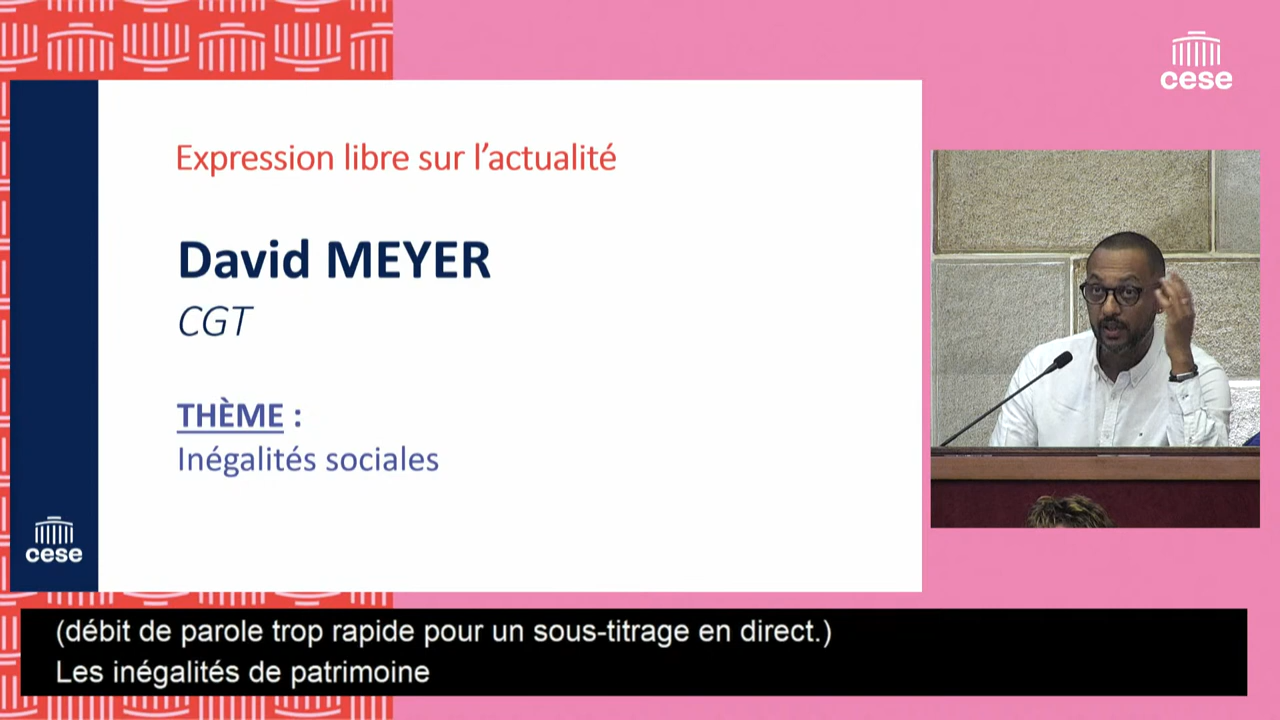 cese
Expression libre sur l’actualité
David MEYER
CGT
THÈME :
Inégalités sociales
cese
(débit de parole trop rapide pour un sous-titrage en direct.)
Les inégalités de patrimoine